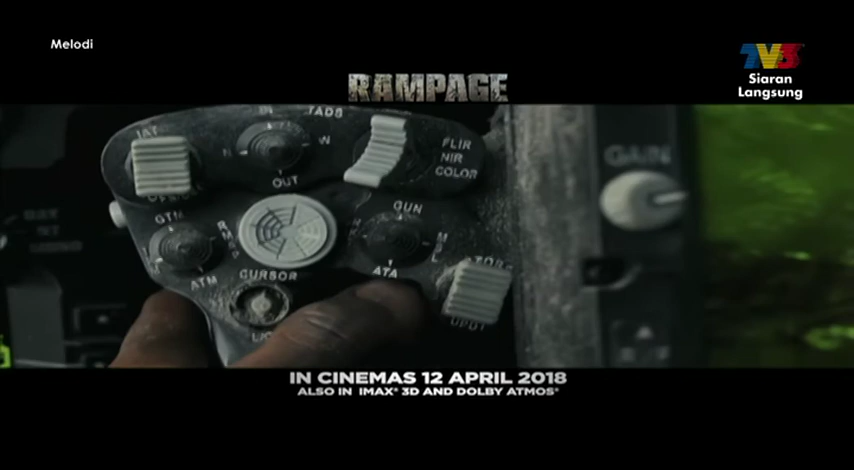 Melodi
TV3
Siaran
Langsung
RAMPAGE
TADS
FLIR
NIR
COLOR
W
OUT
GAIN
GTM
GUN
CURSOR
ATM
ATA
IN CINEMAS 12 APRIL 2018
ALSO IN IMAX® 3D AND DOLBY ATMOS®